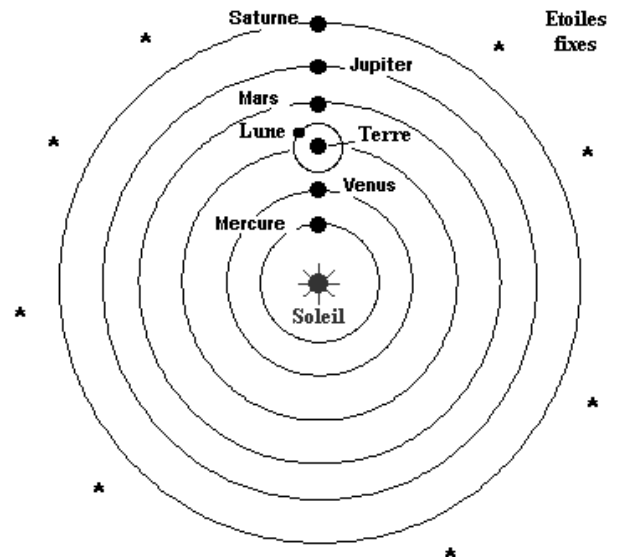 Saturne
Etoiles
fixes
Jupiter
Mars
Lune
Terre
Venus
Mercure
Soleil